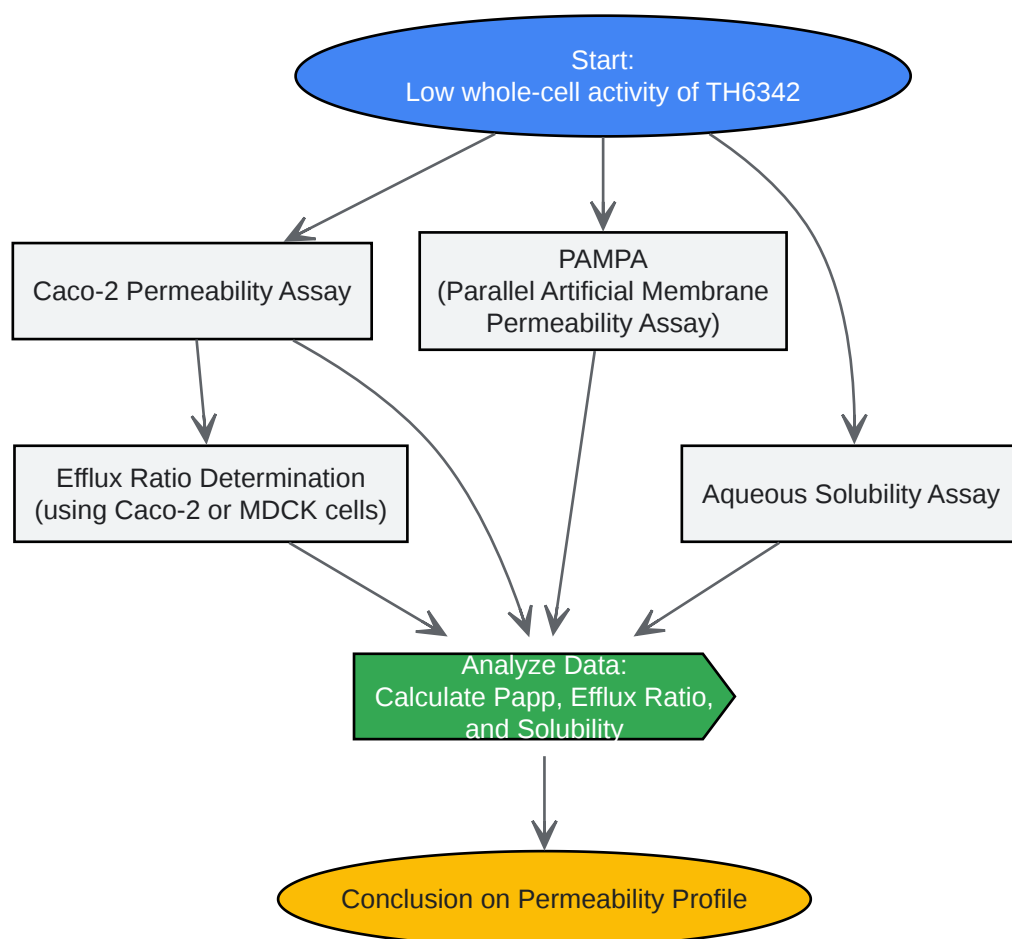 Start:
Low whole-cell activity of TH6342
Caco-2 Permeability Assay
PAMPA
(Parallel Artificial Membrane
Permeability Assay)
Efflux Ratio Determination
(using Caco-2 or MDCK cells)
Aqueous Solubility Assay
Analyze Data:
Calculate Papp, Efflux Ratio,
and Solubility
Conclusion on Permeability Profile